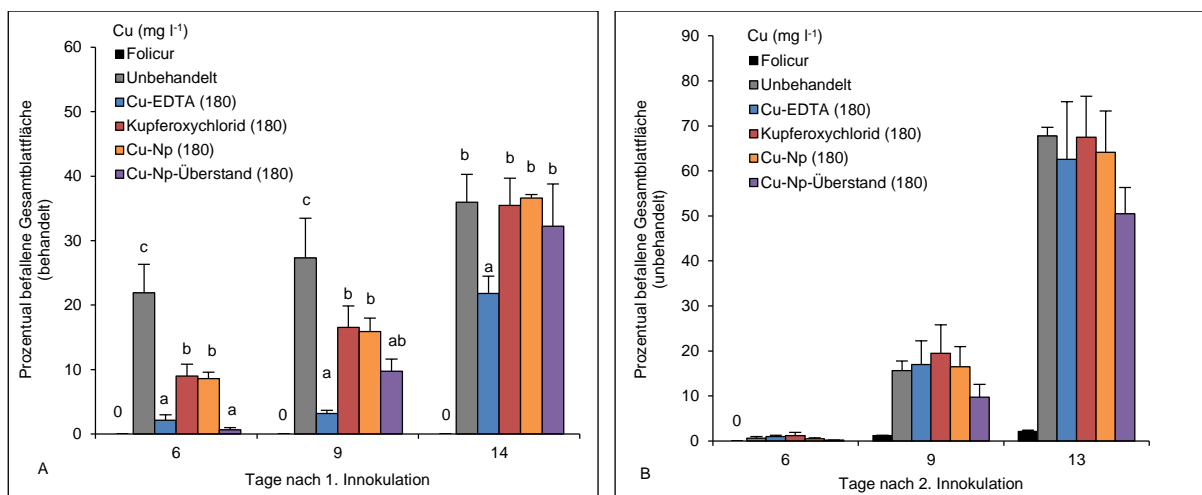 Cu (mg l-1)
Folicur
Unbehandelt
Cu-EDTA (180)
Kupferoxychlorid (180)
Cu-Np (180)
Cu-Np-Überstand (180)
Prozentual befallene Gesamtblattfläche
(behandelt)
60
50
40
30
20
10
0
0 c a b b a
0 c a b b ab
0 b a b b b
6 9 14
A
Tage nach 1. Innokulation
Cu (mg l-1)
Folicur
Unbehandelt
Cu-EDTA (180)
Kupferoxychlorid (180)
Cu-Np (180)
Cu-Np-Überstand (180)
Prozentual befallene Gesamtblattfläche
(unbehandelt)
90
80
70
60
50
40
30
20
10
0
0
6 9 13
B
Tage nach 2. Innokulation